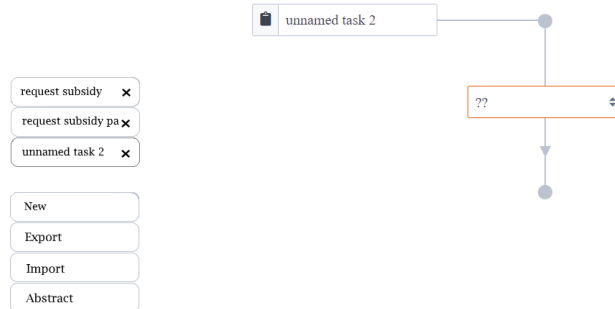 unnamed task 2
request subsidy
request subsidy pa
unnamed task 2
??
New
Export
Import
Abstract